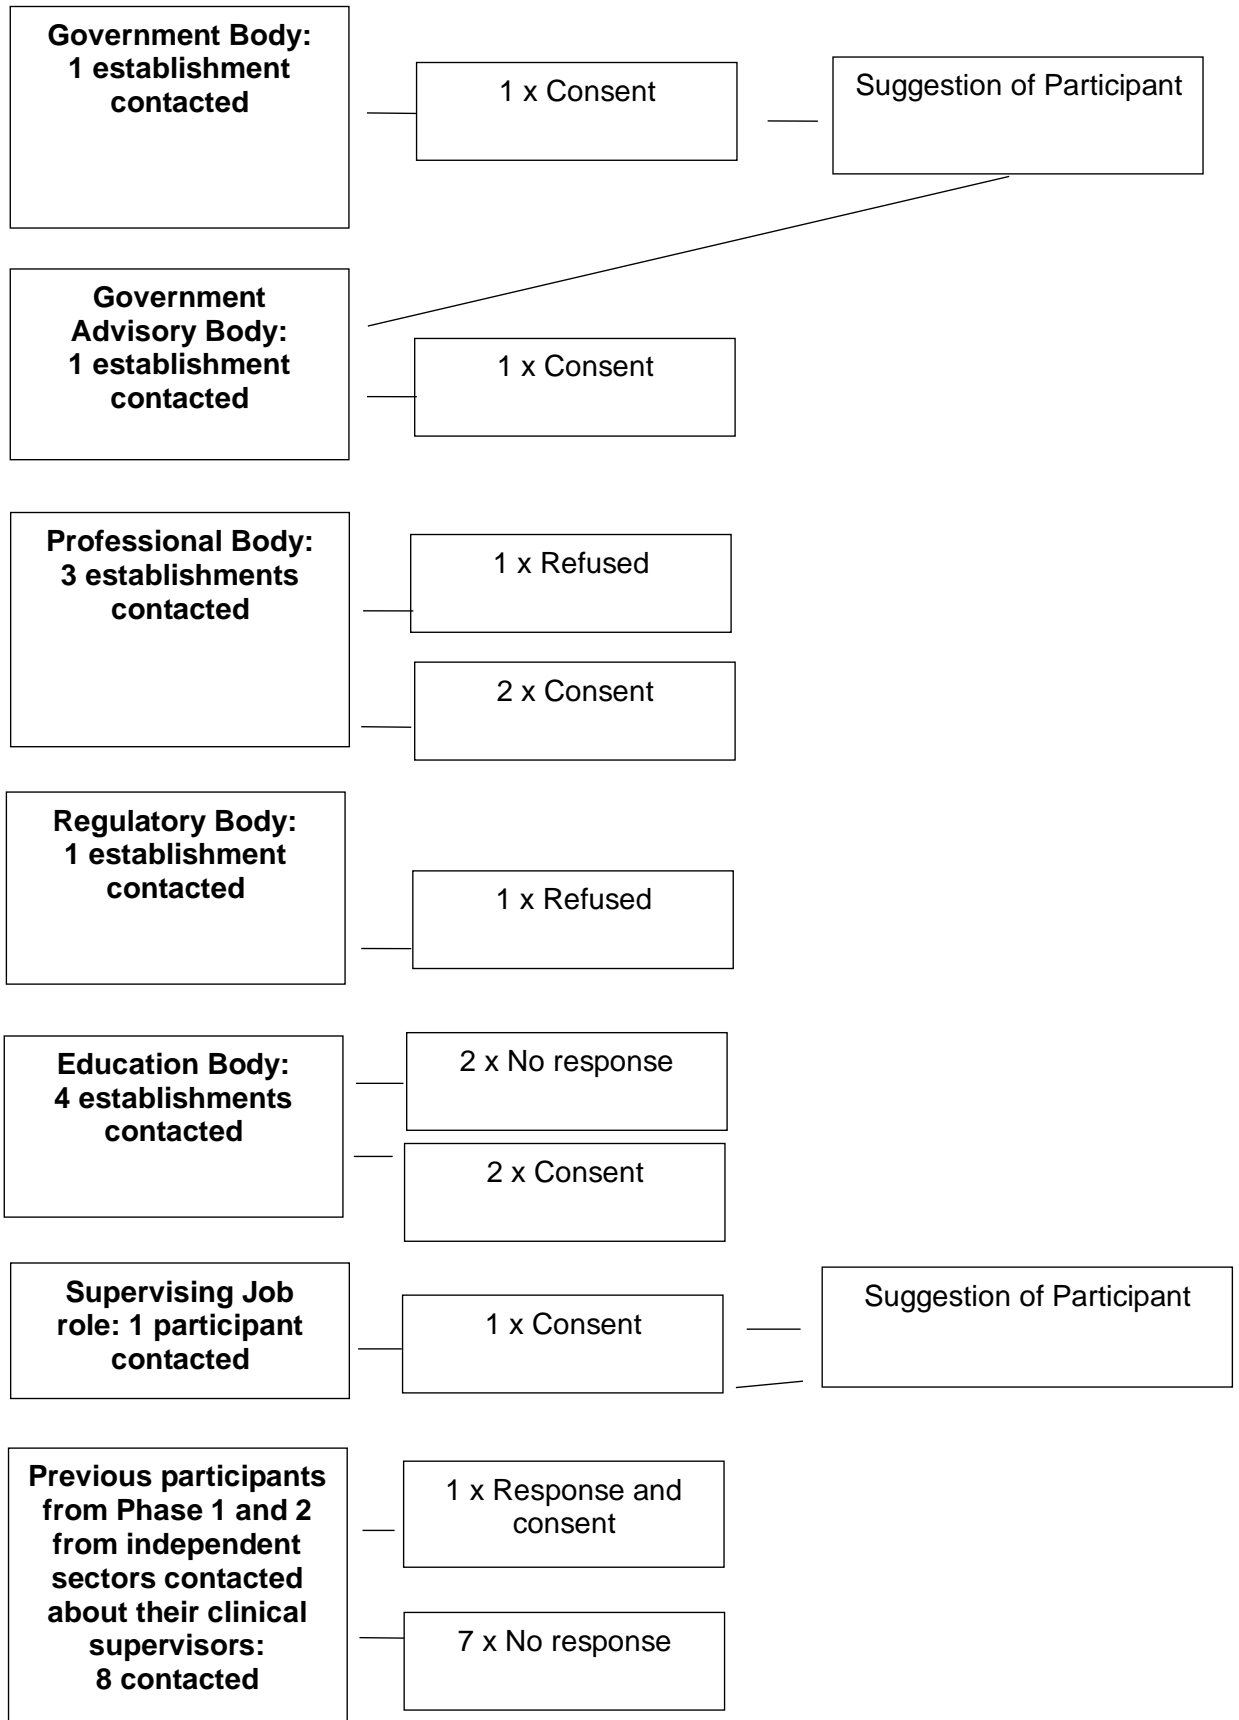 Government Body:
1 establishment
contacted
1 x Consent
Suggestion of Participant
Government
Advisory Body:
1 establishment
contacted
1 x Consent
Professional Body:
3 establishments
contacted
1 x Refused
2 x Consent
Regulatory Body:
1 establishment
contacted
1 x Refused
Education Body:
4 establishments
contacted
2 x No response
2 x Consent
Supervising Job
role: 1 participant
contacted
1 x Consent
Suggestion of Participant
Previous participants
from Phase 1 and 2
from independent
sectors contacted
about their clinical
supervisors:
8 contacted
1 x Response and
consent
7 x No response